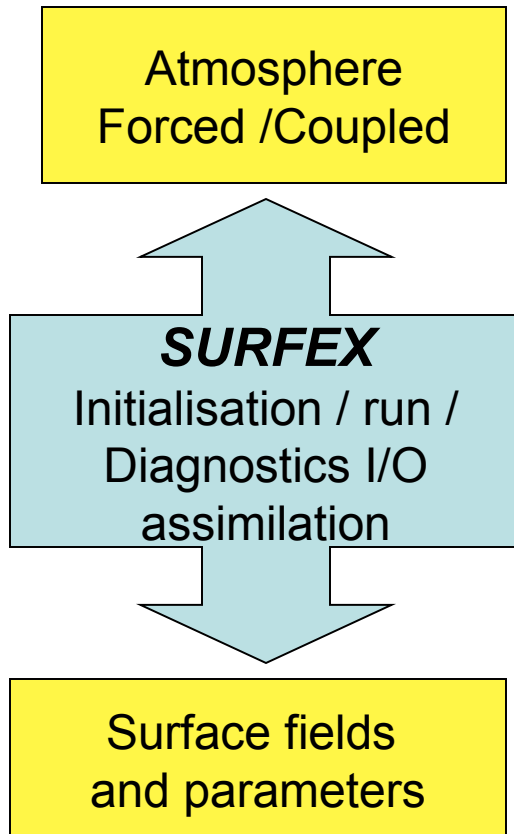 Atmosphere
Forced /Coupled
SURFEX
Initialisation / run /
Diagnostics I/O
assimilation
Surface fields
and parameters